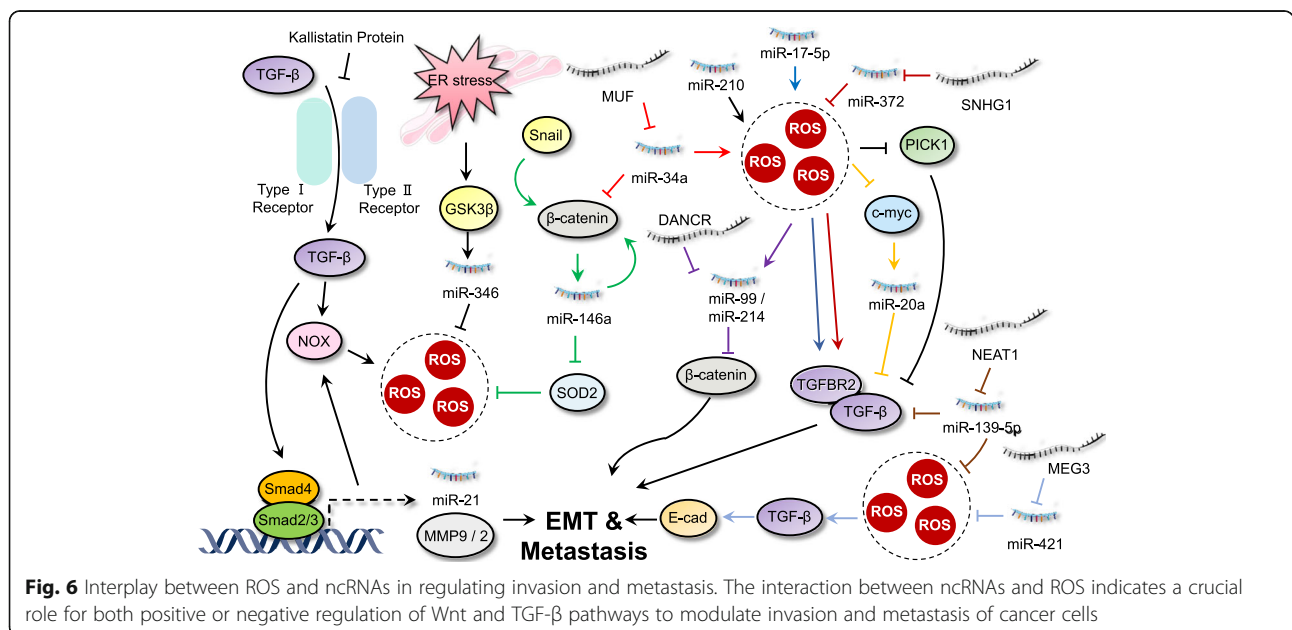 Kallistatin Protein
TGF-β
ER stress
MUF
miR-17-5p
miR-210
miR-372
SNHG1
Snail
ROS
ROS
ROS
PICK1
miR-34a
Type Ⅰ
Receptor
Type Ⅱ
Receptor
GSK3β
β-catenin
DANCR
c-myc
TGF-β
miR-346
miR-146a
miR-99 /
miR-214
miR-20a
NEAT1
NOX
ROS
ROS
ROS
SOD2
β-catenin
TGFBR2
TGF-β
miR-139-5p
MEG3
Smad4
Smad2/3
miR-21
MMP9 / 2
EMT &
Metastasis
E-cad
TGF-β
ROS
ROS
ROS
miR-421
Fig. 6 Interplay between ROS and ncRNAs in regulating invasion and metastasis. The interaction between ncRNAs and ROS indicates a crucial
role for both positive or negative regulation of Wnt and TGF-β pathways to modulate invasion and metastasis of cancer cells